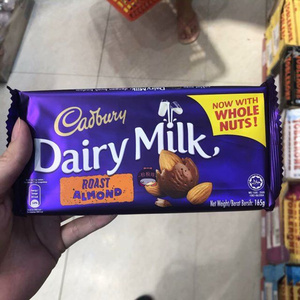 Cadbury
Dairy Milk
ROAST
ALMOND
NOW WITH
WHOLE
NUTS!
Net Weight/Berat Bersih: 165g